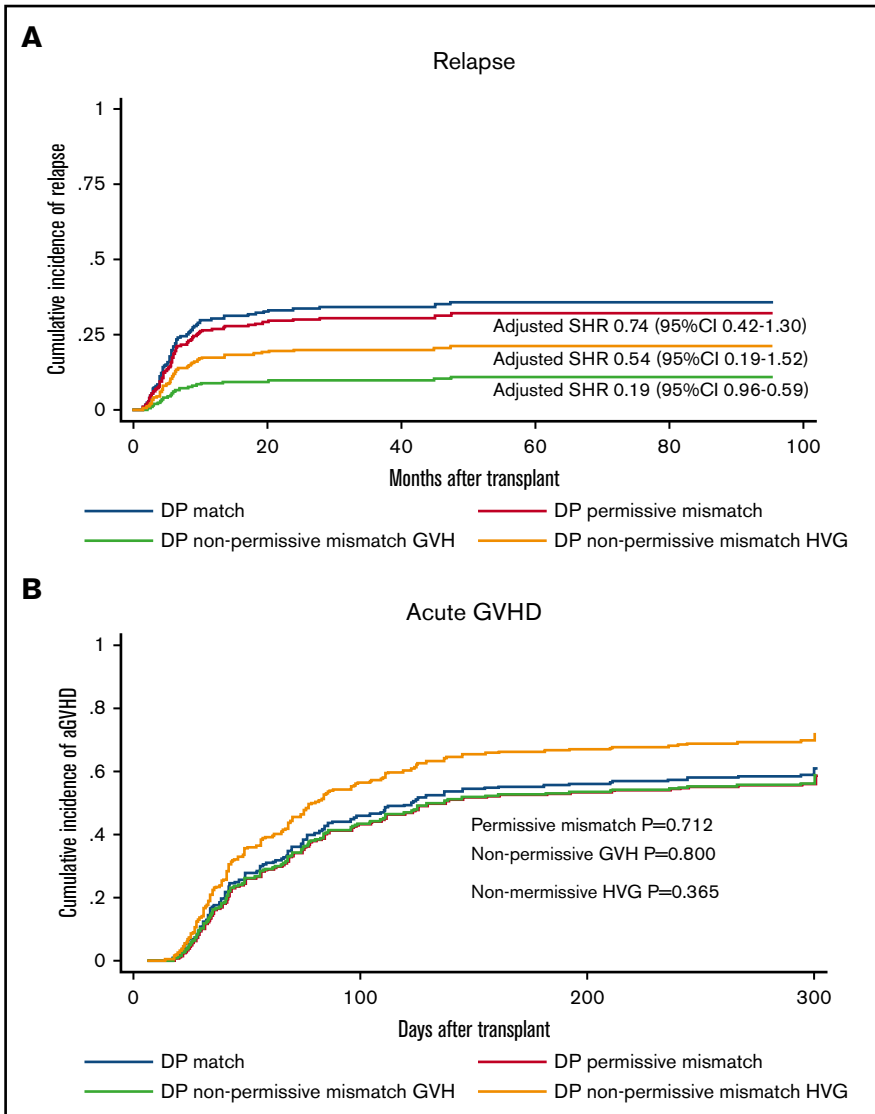 A
Relapse
Cumulative incidence of relapse
1
.75
.5
.25
0
Adjusted SHR 0.74 (95%CI 0.42-1.30)
Adjusted SHR 0.54 (95%CI 0.19-1.52)
Adjusted SHR 0.19 (95%CI 0.96-0.59)
0 20 40 60 80 100
Months after transplant
DP match DP permissive mismatch
DP non-permissive mismatch GVH DP non-permissive mismatch HVG
B
Acute GVHD
Cumulative incidence of aGVHD
1
.8
.6
.4
.2
0
Permissive mismatch P=0.712
Non-permissive GVH P=0.800
Non-mermissive HVG P=0.365
0 100 200 300
Days after transplant
DP match DP permissive mismatch
DP non-permissive mismatch GVH DP non-permissive mismatch HVG